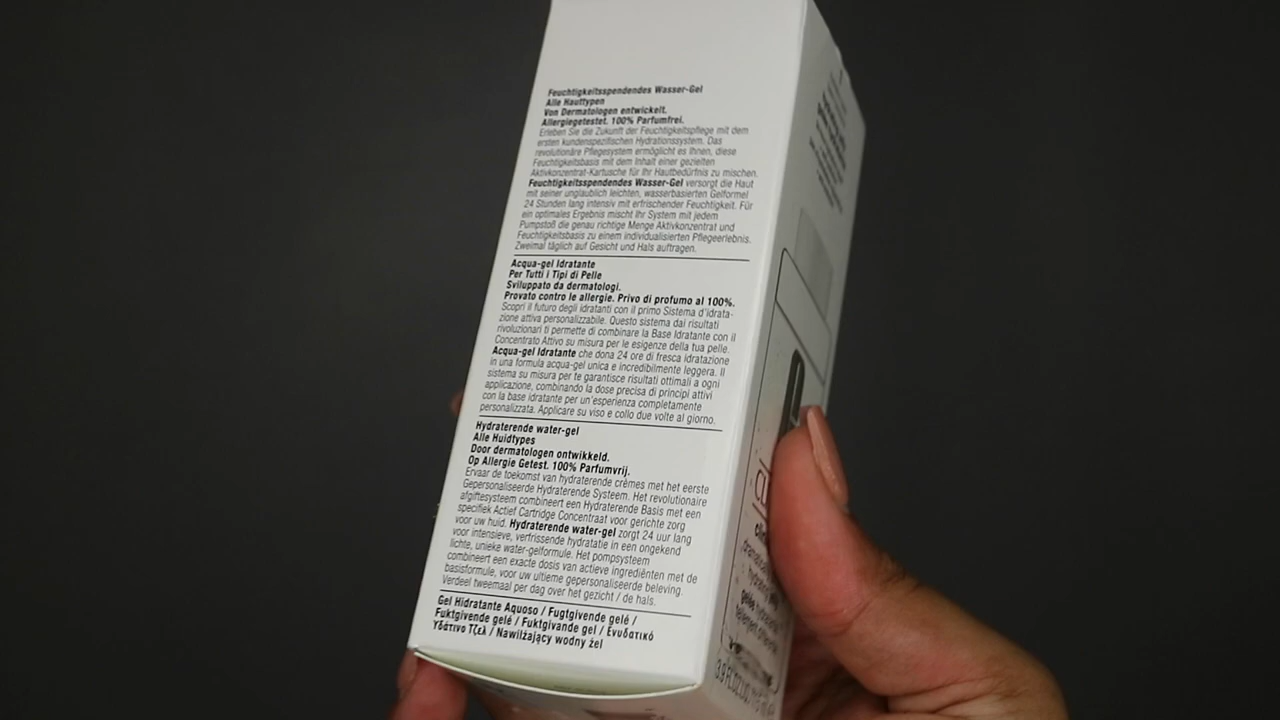 Feuchtigkeitsspendendes Wasser-Gel
Alle Hauttypen
Von Dermatologen entwickelt.
Allergiegetestet. 100% Parfumfrei.
Erleben Sie die Zukunft der Feuchtigkeitspflege mit dem
ersten kundenspezifischen Hydrationssystem. Das
revolutionäre Pflegesystem ermöglicht es Ihnen, diese
Feuchtigkeitsbasis mit dem Inhalt einer gezielten
Aktivkonzentrat-Kartusche für Ihr Hautbedürfnis zu mischen.
Feuchtigkeitsspendendes Wasser-Gel versorgt die Haut
mit seiner unglaublich leichten, wasserbasierten Gelformel
24 Stunden lang intensiv mit erfrischender Feuchtigkeit. Für
ein optimales Ergebnis mischt Ihr System mit jedem
Pumpstoß die genau richtige Menge Aktivkonzentrat und
Feuchtigkeitsbasis zu einem individualisierten Pflegeerlebnis.
Zweimal täglich auf Gesicht und Hals auftragen.
Acqua-gel Idratante
Per Tutti i Tipi di Pelle
Sviluppato da dermatologi.
Provato contro le allergie. Privo di profumo al 100%.
Scopri il futuro degli idratanti con il primo Sistema d'idrata-
zione attiva personalizzabile. Questo sistema dai risultati
rivoluzionari ti permette di combinare la Base Idratante con il
Concentrato Attivo su misura per le esigenze della tua pelle.
Acqua-gel Idratante che dona 24 ore di fresca idratazione
in una formula acqua-gel unica e incredibilmente leggera. Il
sistema su misura per te garantisce risultati ottimali a ogni
applicazione, combinando la dose precisa di principi attivi
con la base idratante per un'esperienza completamente
personalizzata. Applicare su viso e collo due volte al giorno.
Hydraterende water-gel
Alle Huidtypes
Door dermatologen ontwikkeld.
Op Allergie Getest. 100% Parfumvrij.
Ervaar de toekomst van hydraterende crèmes met het eerste
Gepersonaliseerde Hydraterende Systeem. Het revolutionaire
afgiftesysteem combineert een Hydraterende Basis met een
specifiek Actief Cartridge Concentraat voor gerichte zorg
voor uw huid. Hydraterende water-gel zorgt 24 uur lang
voor intensieve, verfrissende hydratatie in een ongekend
lichte, unieke water-gelformule. Het pompsysteem
combineert een exacte dosis van actieve ingrediënten met de
basisformule, voor uw ultieme gepersonaliseerde beleving.
Verdeel tweemaal per dag over het gezicht / de hals.
Gel Hidratante Aquoso / Fugtgivende gelé /
Fuktgivende gelé / Fuktgivande gel / Ενυδατικό
Υδάτινο Τζελ / Nawilżający wodny żel